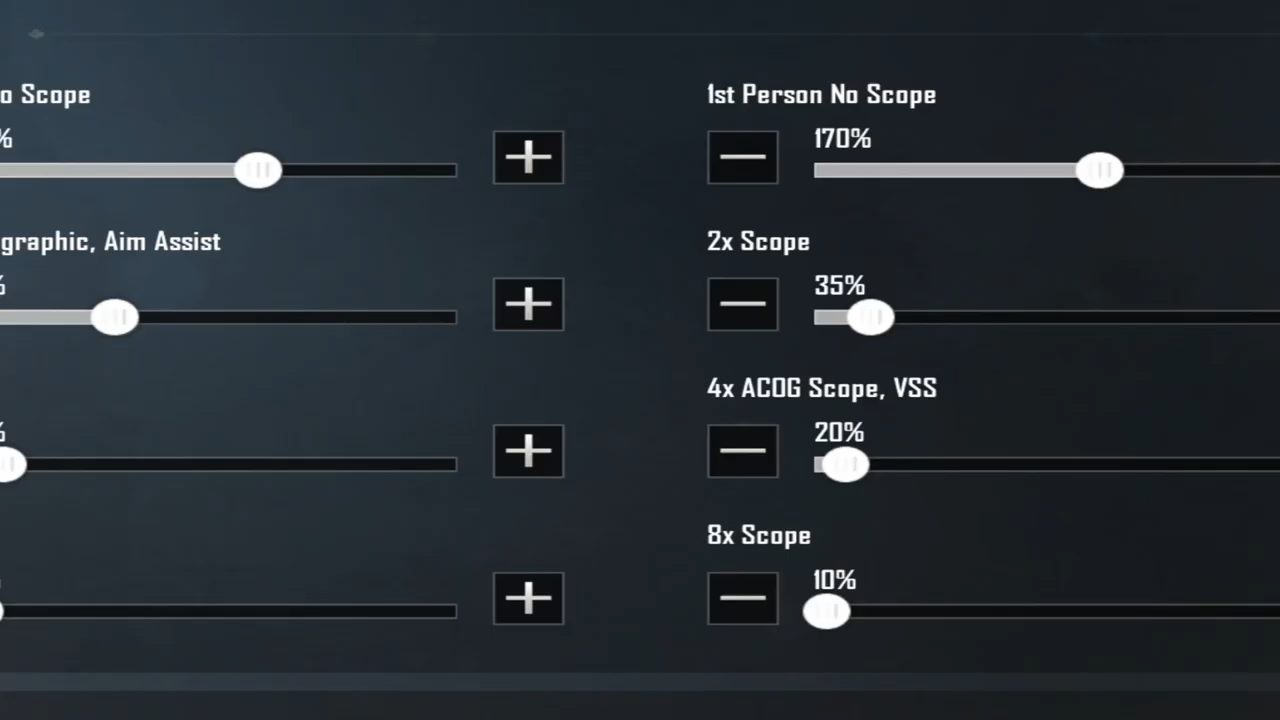 o Scope
1st Person No Scope
%
170%
graphic, Aim Assist
2x Scope
%
35%
4x ACOG Scope, VSS
%
20%
8x Scope
10%